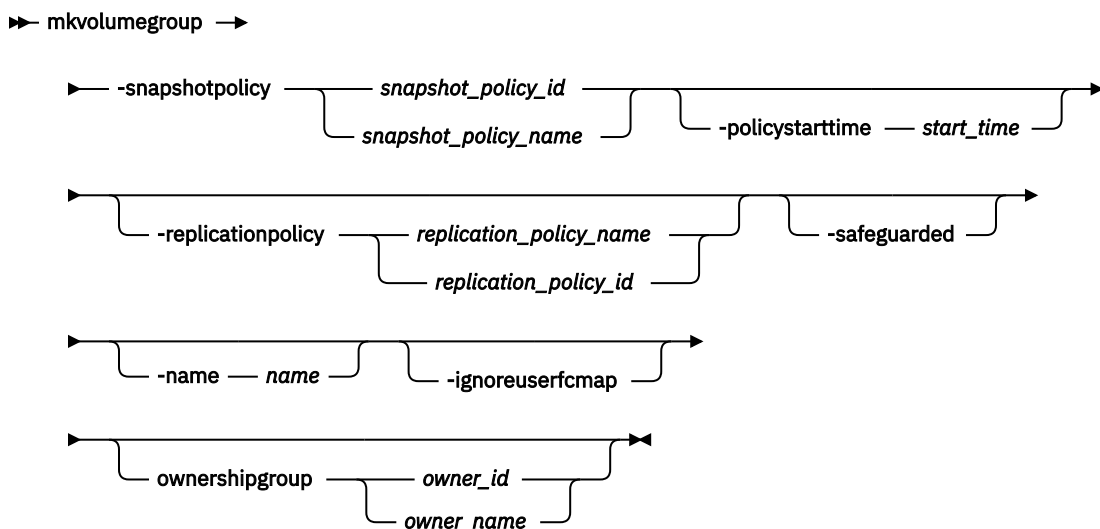 mkvolumegroup
-snapshotpolicy snapshot_policy_id
snapshot_policy_name -policystarttime start_time
-replicationpolicy replication_policy_name -safeguarded
replication_policy_id
-name name -ignoreuserfcmap
ownershipgroup owner_id
owner_name